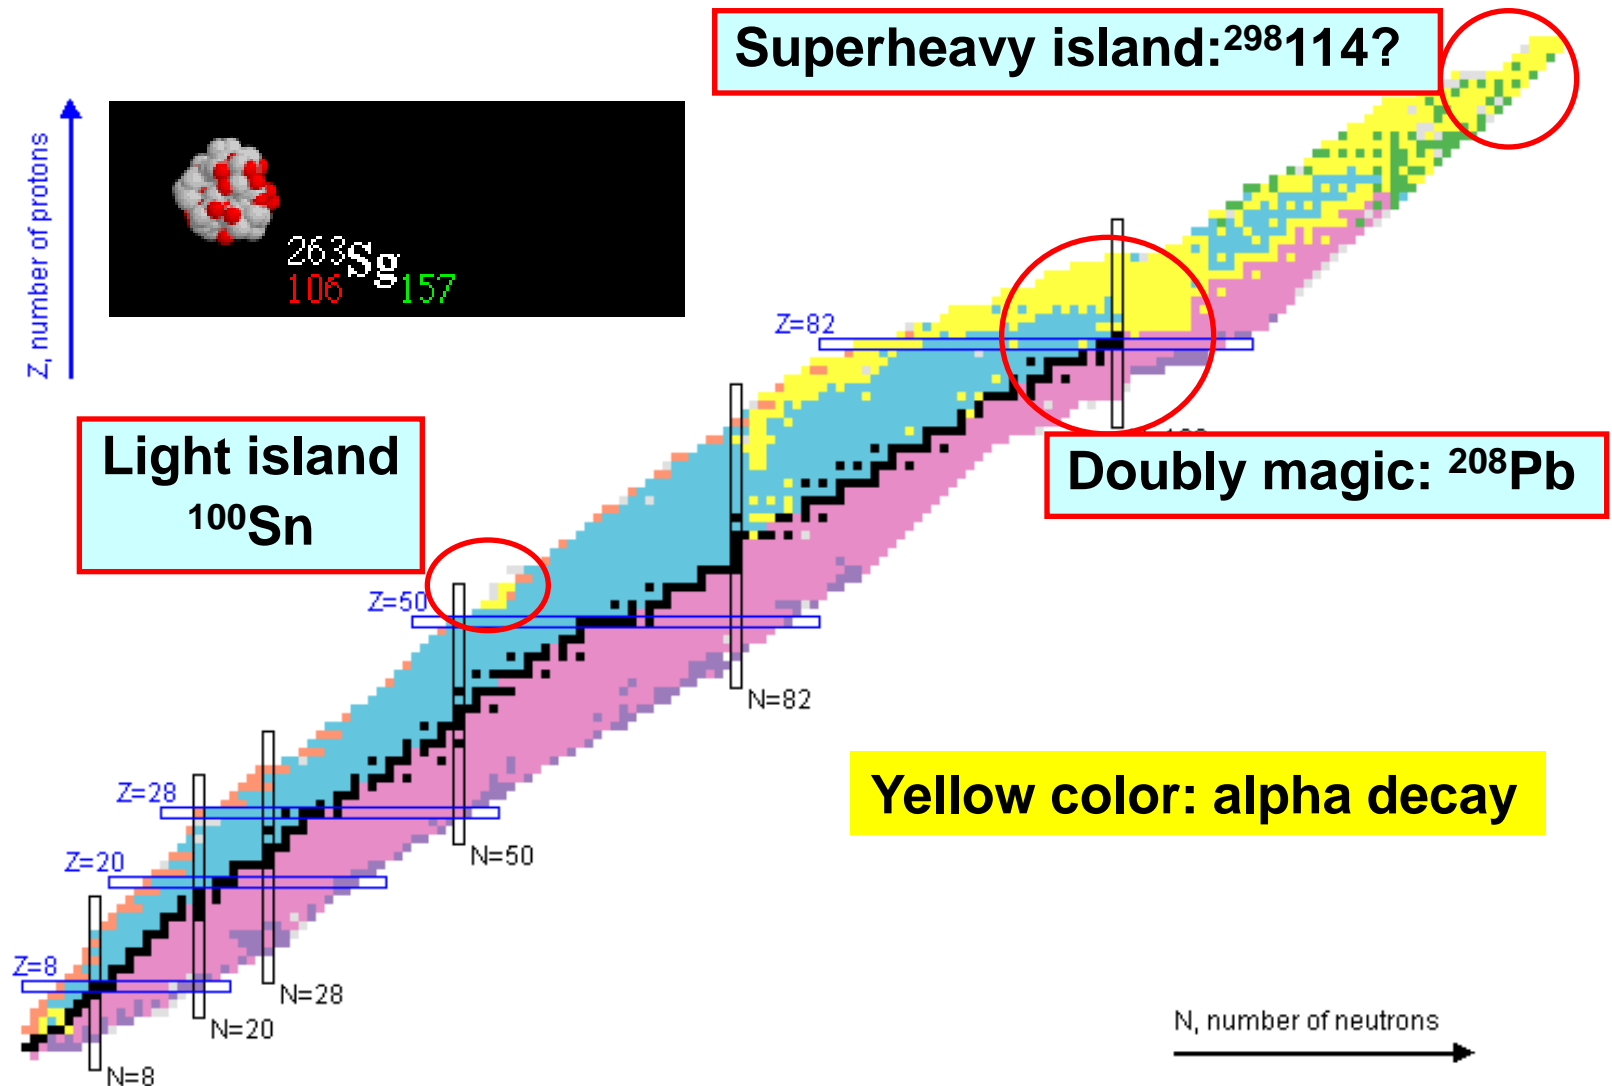 Superheavy island:²⁹⁸114?
Z, number of protons
²⁶³Sg
106 157
Z=82
Light island
¹⁰⁰Sn
Doubly magic: ²⁰⁸Pb
Z=50
N=82
Yellow color: alpha decay
Z=28
N=50
Z=20
Z=8
N=28
N=20
N, number of neutrons
N=8